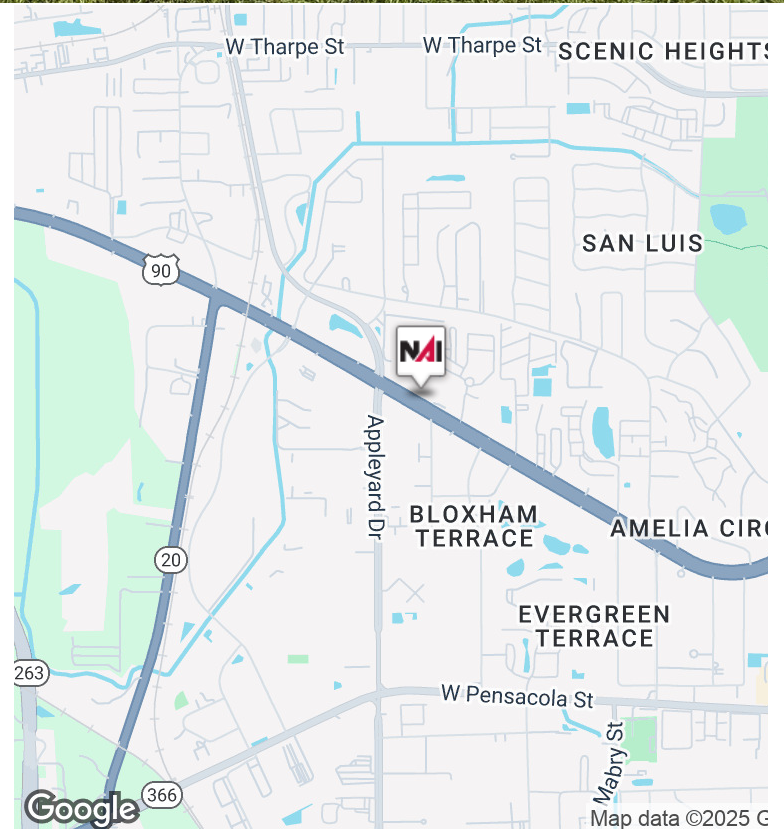 W Tharpe St
W Tharpe St
SCENIC HEIGHTS
SAN LUIS
90
NAI
Appleyard Dr
BLOXHAM
TERRACE
AMELIA CIRC
20
EVERGREEN
TERRACE
263
W Pensacola St
Mabry St
366
Google
Map data ©2025 G